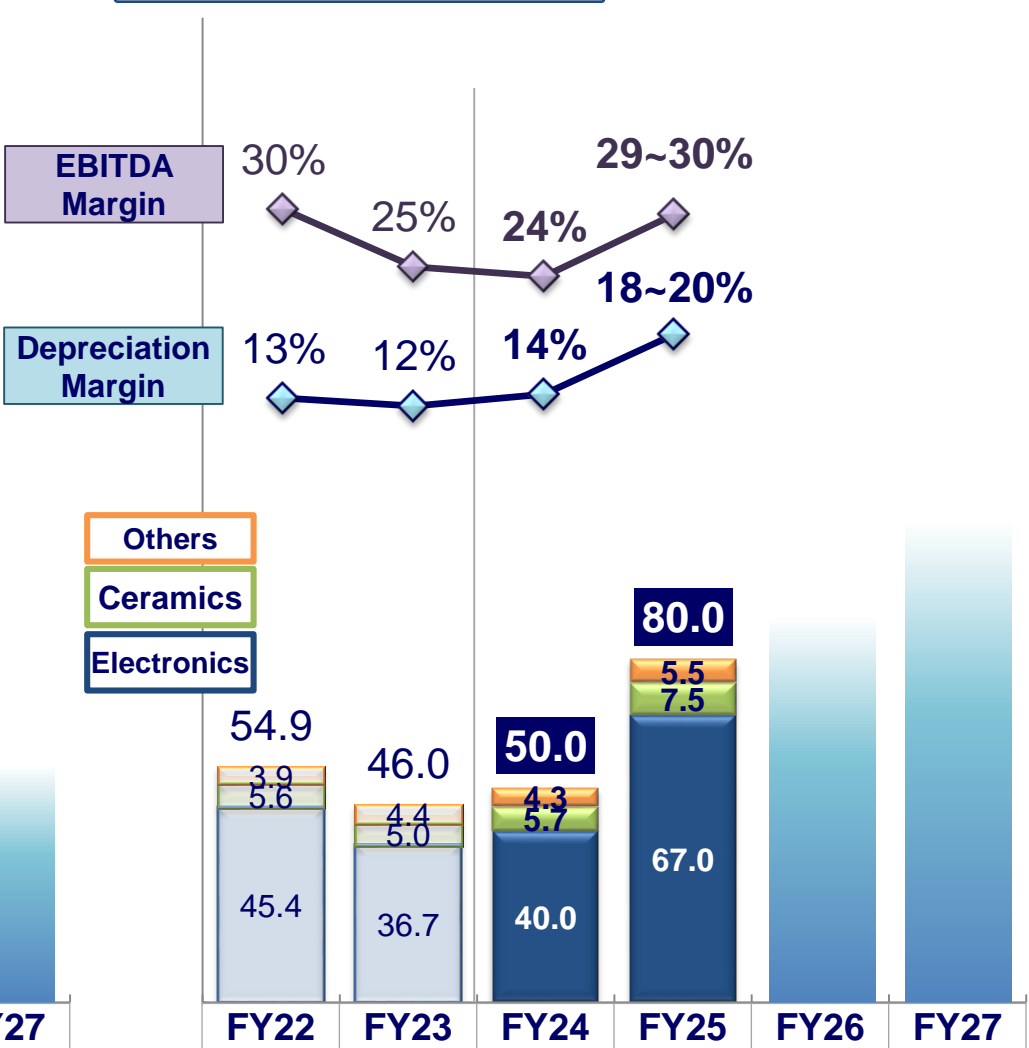 EBITDA
Margin
30%
25%
24%
29~30%
Depreciation
Margin
13%
12%
14%
18~20%
Others
Ceramics
Electronics
54.9
3.9
5.6
45.4
46.0
4.4
5.0
36.7
50.0
4.3
5.7
40.0
80.0
5.5
7.5
67.0
Y27
FY22
FY23
FY24
FY25
FY26
FY27